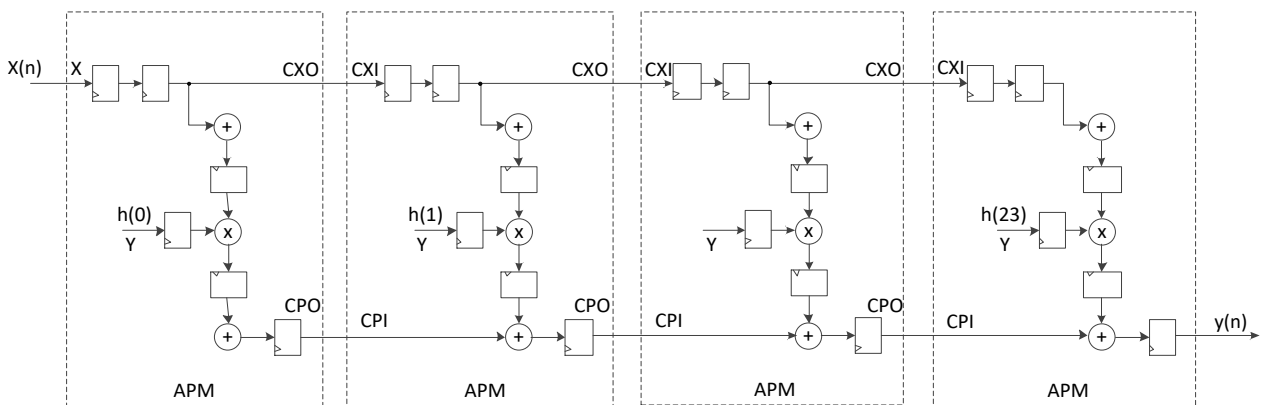 X(n) X CXO CXI CXO CXI CXO CXI
+ + + +
h(0) h(1) h(23)
x x x x
Y Y Y Y
CPO CPI CPO CPI CPO CPI y(n)
+ + + +
APM APM APM APM